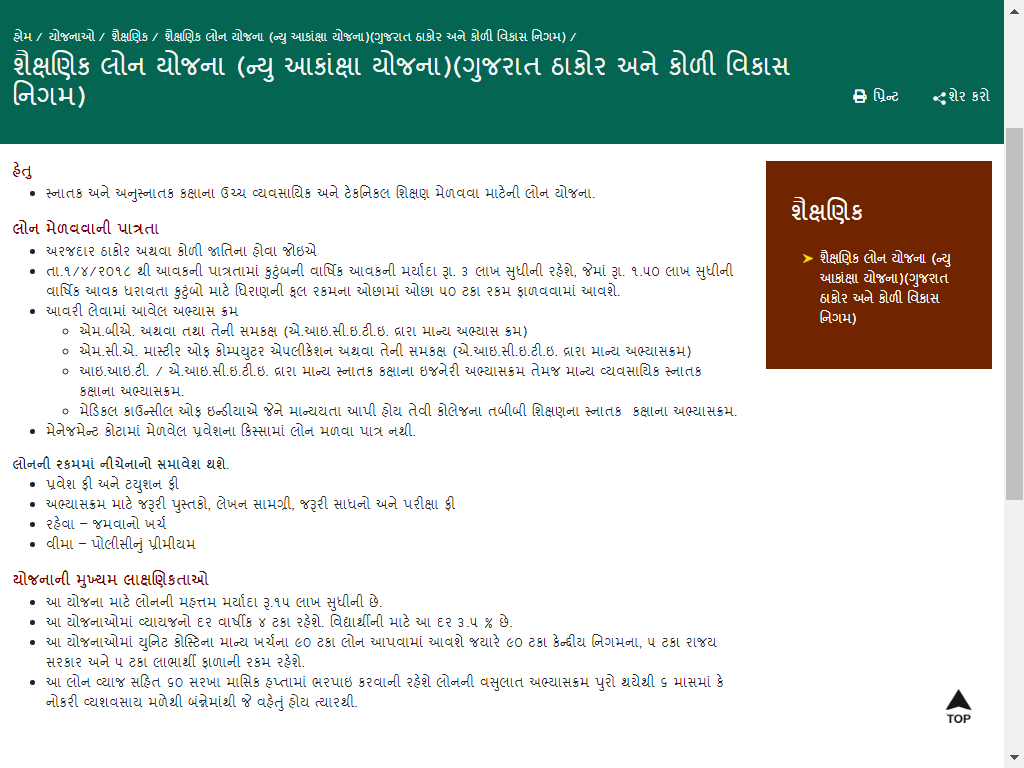 હોમ / યોજનાઓ / શૈક્ષણિક / શૈક્ષણિક લોન યોજના (ન્યુ આકાંક્ષા યોજના)(ગુજરાત ઠાકોર અને કોળી વિકાસ નિગમ) /
શૈક્ષણિક લોન યોજના (ન્યુ આકાંક્ષા યોજના)(ગુજરાત ઠાકોર અને કોળી વિકાસ
નિગમ)
પ્રિન્ટ
શેર કરો
હેતુ
સ્નાતક અને અનુસ્નાતક કક્ષાના ઉચ્ચ વ્યવસાયિક અને ટેકનિકલ શિક્ષણ મેળવવા માટેની લોન યોજના.
લોન મેળવવાની પાત્રતા
અરજદાર ઠાકોર અથવા કોળી જાતિના હોવા જોઇએ
તા.૧/૪/૨૦૧૮ થી આવકની પાત્રતામાં કુટુંબની વાર્ષિક આવકની મર્યાદા રૂા. ૩ લાખ સુધીની રહેશે, જેમાં રૂા. ૧.૫૦ લાખ સુધીની
વાર્ષિક આવક ધરાવતા કુટુંબો માટે ધિરાણની કૂલ રકમના ઓછામાં ઓછા ૫૦ ટકા રકમ ફાળવવામાં આવશે.
આવરી લેવામાં આવેલ અભ્યાસ ક્રમ
એમ.બીએ. અથવા તથા તેની સમકક્ષ (એ.આઇ.સી.ઇ.ટી.ઇ. દ્રારા માન્ય અભ્યાસ ક્રમ)
એમ.સી.એ. માસ્ટીર ઓફ કોમ્પયુટર એપલીકેશન અથવા તેની સમકક્ષ (એ.આઇ.સી.ઇ.ટી.ઇ. દ્રારા માન્ય અભ્યાસક્રમ)
આઇ.આઇ.ટી. / એ.આઇ.સી.ઇ.ટી.ઇ. દ્રારા માન્ય સ્નાતક કક્ષાના ઇજનેરી અભ્યાસક્રમ તેમજ માન્ય વ્યવસાયિક સ્નાતક
કક્ષાના અભ્યાસક્રમ.
મેડિકલ કાઉન્સીલ ઓફ ઇન્ડીયાએ જેને માન્યયતા આપી હોય તેવી કોલેજના તબીબી શિક્ષણના સ્નાતક  કક્ષાના અભ્યાસક્રમ.
મેનેજમેન્ટ કોટામાં મેળવેલ પ્રવેશના કિસ્સામાં લોન મળવા પાત્ર નથી.
લોનની રકમમાં નીચેનાનો સમાવેશ થશે.
પ્રવેશ ફી અને ટયુશન ફી
અભ્યાસક્રમ માટે જરૂરી પુસ્તકો, લેખન સામગ્રી, જરૂરી સાધનો અને પરીક્ષા ફી
રહેવા – જમવાનો ખર્ચ
વીમા – પોલીસીનું પ્રીમીયમ
યોજનાની મુખ્યમ લાક્ષણિકતાઓ
આ યોજના માટે લોનની મહત્તમ મર્યાદા રૂ.૧૫ લાખ સુધીની છે.
આ યોજનાઓમાં વ્યાયજનો દર વાર્ષીક ૪ ટકા રહેશે. વિદ્યાર્થીની માટે આ દર ૩.૫ % છે.
આ યોજનાઓમાં યુનિટ કોસ્ટિના માન્ય ખર્ચના ૯૦ ટકા લોન આપવામાં આવશે જયારે ૯૦ ટકા કેન્દીય નિગમના, ૫ ટકા રાજય
સરકાર અને ૫ ટકા લાભાર્થી ફાળાની રકમ રહેશે.
આ લોન વ્યાજ સહિત ૬૦ સરખા માસિક હપ્તામાં ભરપાઇ કરવાની રહેશે લોનની વસુલાત અભ્યાસક્રમ પુરો થયેથી ૬ માસમાં કે
નોકરી વ્યશવસાય મળેથી બંન્નેમાંથી જે વહેતું હોય ત્યારથી.
શૈક્ષણિક
શૈક્ષણિક લોન યોજના (ન્યુ
આકાંક્ષા યોજના)(ગુજરાત
ઠાકોર અને કોળી વિકાસ
નિગમ)
TOP